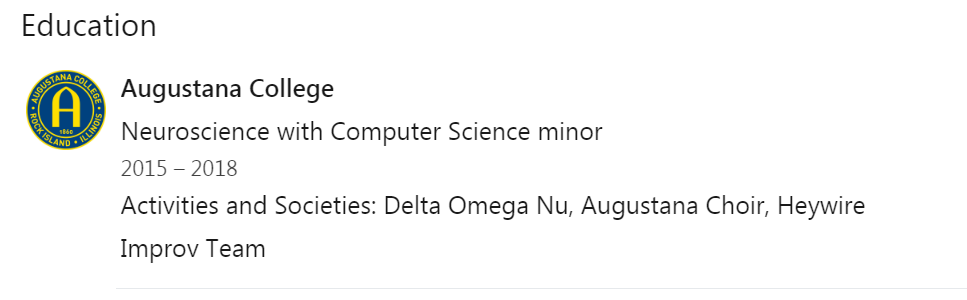 Education
AUGUSTANA COLLEGE
A
1860
ROCK ISLAND • ILLINOIS
Augustana College
Neuroscience with Computer Science minor
2015 – 2018
Activities and Societies: Delta Omega Nu, Augustana Choir, Heywire
Improv Team